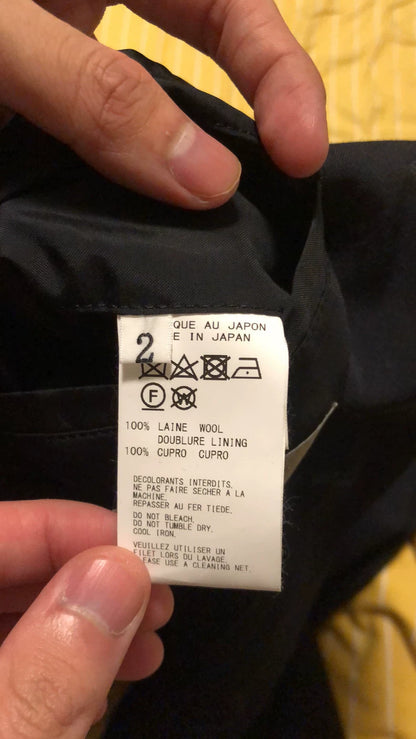 QUE AU JAPON
E IN JAPAN
2
F W
100% LAINE WOOL
DOUBLURE LINING
100% CUPRO CUPRO
DECOLORANTS INTERDITS.
NE PAS FAIRE SECHER A LA
MACHINE.
REPASSER AU FER TIEDE.
DO NOT BLEACH.
DO NOT TUMBLE DRY.
COOL IRON.
VEUILLEZ UTILISER UN
FILET LORS DU LAVAGE.
LEASE USE A CLEANING NET.